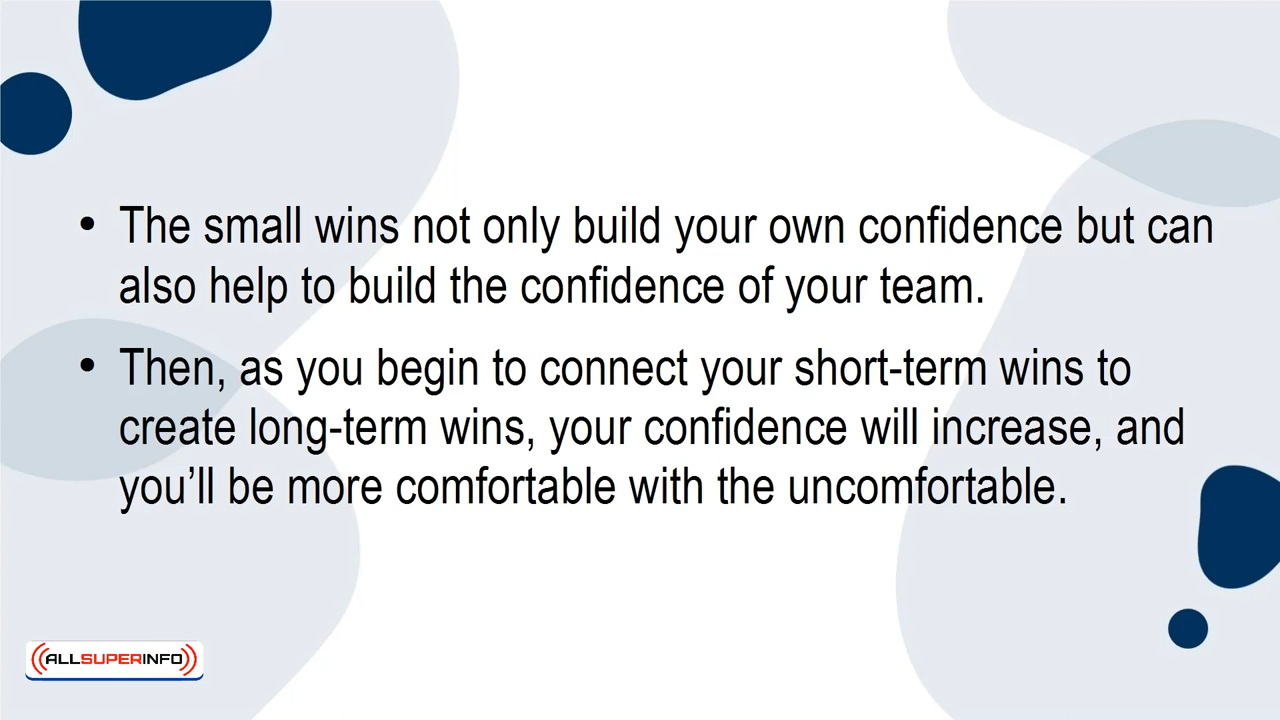 • The small wins not only build your own confidence but can
also help to build the confidence of your team.
• Then, as you begin to connect your short-term wins to
create long-term wins, your confidence will increase, and
you’ll be more comfortable with the uncomfortable.
ALLSUPERINFO